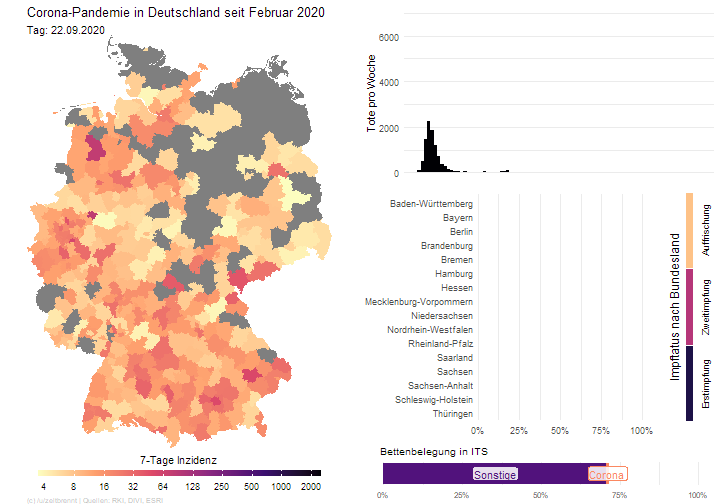 Corona-Pandemie in Deutschland seit Februar 2020
Tag: 22.09.2020
7-Tage Inzidenz
4 8 16 32 64 128 250 500 1000 2000
(c) /u/zeitbrennt | Quellen: RKI, DIVI, ESRI
Tote pro Woche
6000
4000
2000
0
Baden-Württemberg
Bayern
Berlin
Brandenburg
Bremen
Hamburg
Hessen
Mecklenburg-Vorpommern
Niedersachsen
Nordrhein-Westfalen
Rheinland-Pfalz
Saarland
Sachsen
Sachsen-Anhalt
Schleswig-Holstein
Thüringen
0% 25% 50% 75% 100%
Impfstatus nach Bundesland
Auffrischung
Zweitimpfung
Erstimpfung
Bettenbelegung in ITS
Sonstige
Corona
0% 25% 50% 75% 100%